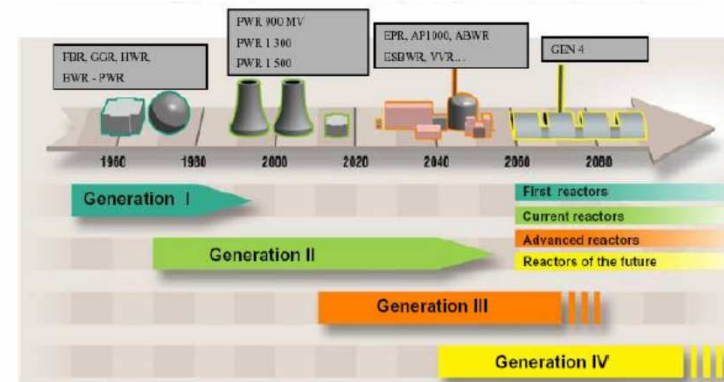 FBR, GGR, HWR,
BWR - PWR
PWR 900 MV
PWR 1 300
PWR 1 500
EPR, AP1000, ABWR
ESBWR, VVR....
GEN 4
1960
1980
2000
2020
2040
2060
2080
Generation I
First reactors
Current reactors
Advanced reactors
Reactors of the future
Generation II
Generation III
Generation IV